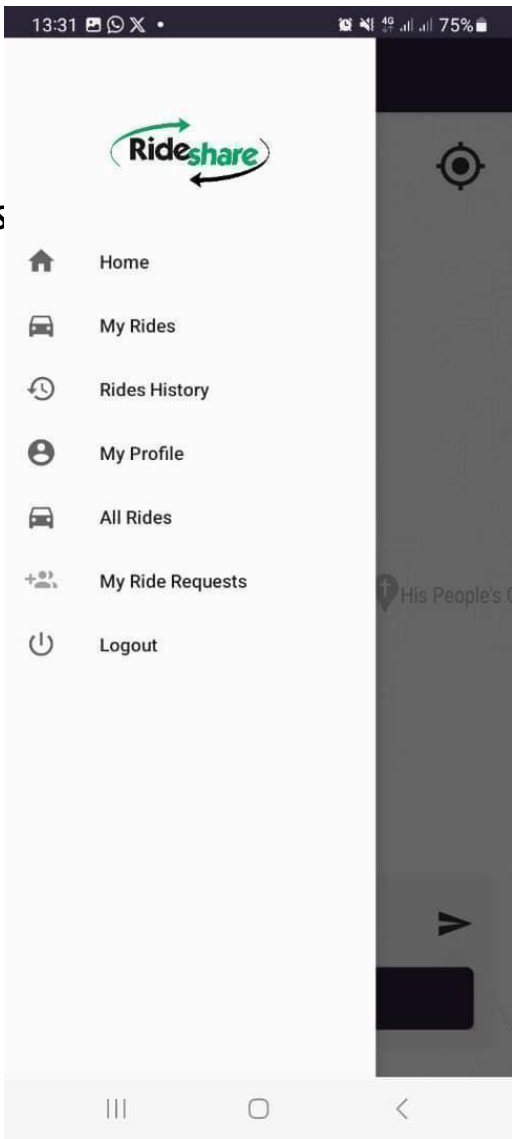 13:31
4G
75%
Rideshare
Home
My Rides
Rides History
My Profile
All Rides
My Ride Requests
His People's
Logout